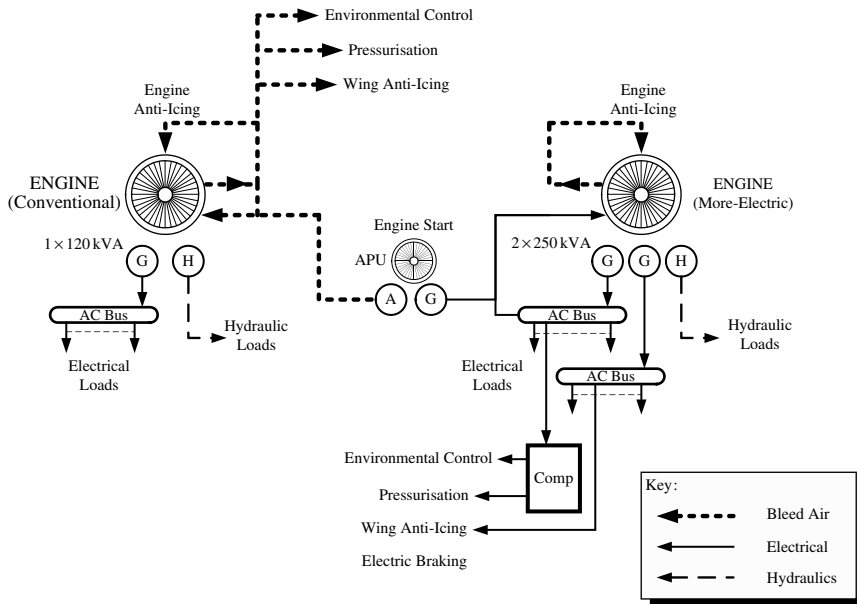 Environmental Control
Pressurisation
Wing Anti-Icing
Engine
Anti-Icing
ENGINE
(Conventional)
1 × 120 kVA
G
H
AC Bus
Electrical
Loads
Hydraulic
Loads
Engine Start
APU
A
G
Engine
Anti-Icing
ENGINE
(More-Electric)
2 × 250 kVA
G
G
H
AC Bus
Electrical
Loads
Hydraulic
Loads
AC Bus
Comp
Environmental Control
Pressurisation
Wing Anti-Icing
Electric Braking
Key:
Bleed Air
Electrical
Hydraulics